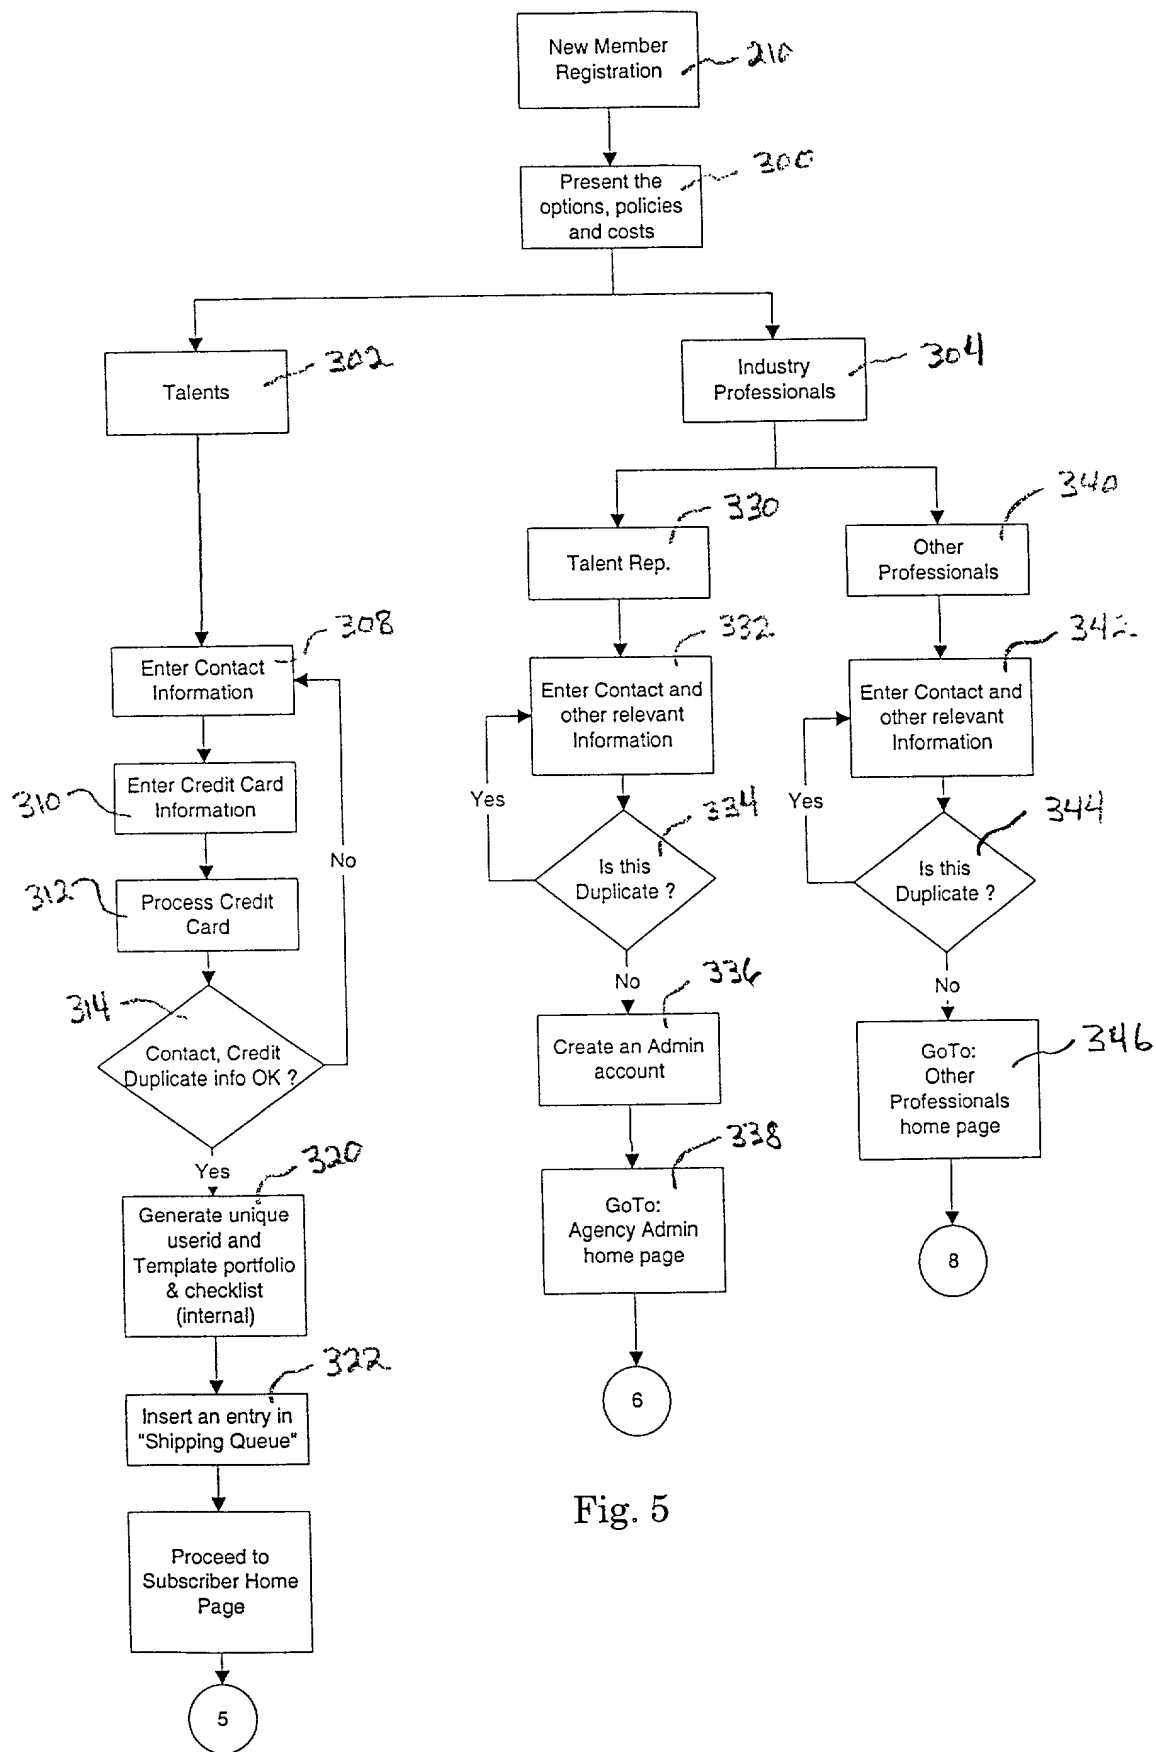 New Member
Registration
210
300
Present the
options, policies
and costs
302
Talents
304
Industry
Professionals
330
Talent Rep.
340
Other
Professionals
308
Enter Contact
Information
332
Enter Contact and
other relevant
Information
342
Enter Contact and
other relevant
Information
310
Enter Credit Card
Information
No
Yes
334
Is this
Duplicate ?
Yes
344
Is this
Duplicate ?
312
Process Credit
Card
314
Contact, Credit
Duplicate info OK ?
No
336
Create an Admin
account
No
346
GoTo:
Other
Professionals
home page
Yes
320
Generate unique
userid and
Template portfolio
& checklist
(internal)
338
GoTo:
Agency Admin
home page
8
322
Insert an entry in
"Shipping Queue"
6
Proceed to
Subscriber Home
Page
5
Fig. 5